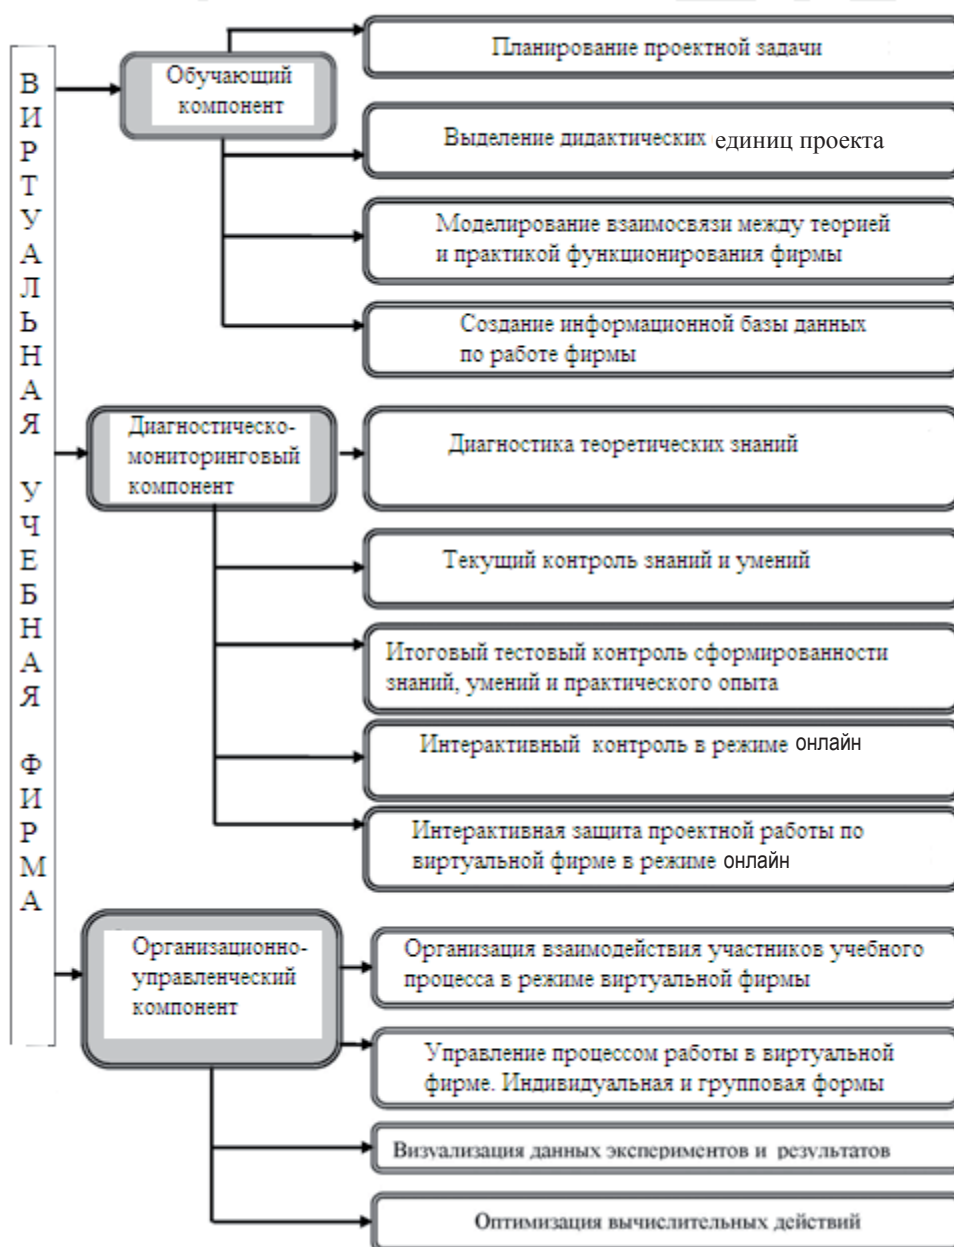 ВИРТУАЛЬНАЯ УЧЕБНАЯ ФИРМА
Обучающий
компонент
Планирование проектной задачи
Выделение дидактических единиц проекта
Моделирование взаимосвязи между теорией
и практикой функционирования фирмы
Создание информационной базы данных
по работе фирмы
Диагностическо-
мониторинговый
компонент
Диагностика теоретических знаний
Текущий контроль знаний и умений
Итоговый тестовый контроль сформированности
знаний, умений и практического опыта
Интерактивный контроль в режиме онлайн
Интерактивная защита проектной работы по
виртуальной фирме в режиме онлайн
Организационно-
управленческий
компонент
Организация взаимодействия участников учебного
процесса в режиме виртуальной фирмы
Управление процессом работы в виртуальной
фирме. Индивидуальная и групповая формы
Визуализация данных экспериментов и результатов
Оптимизация вычислительных действий